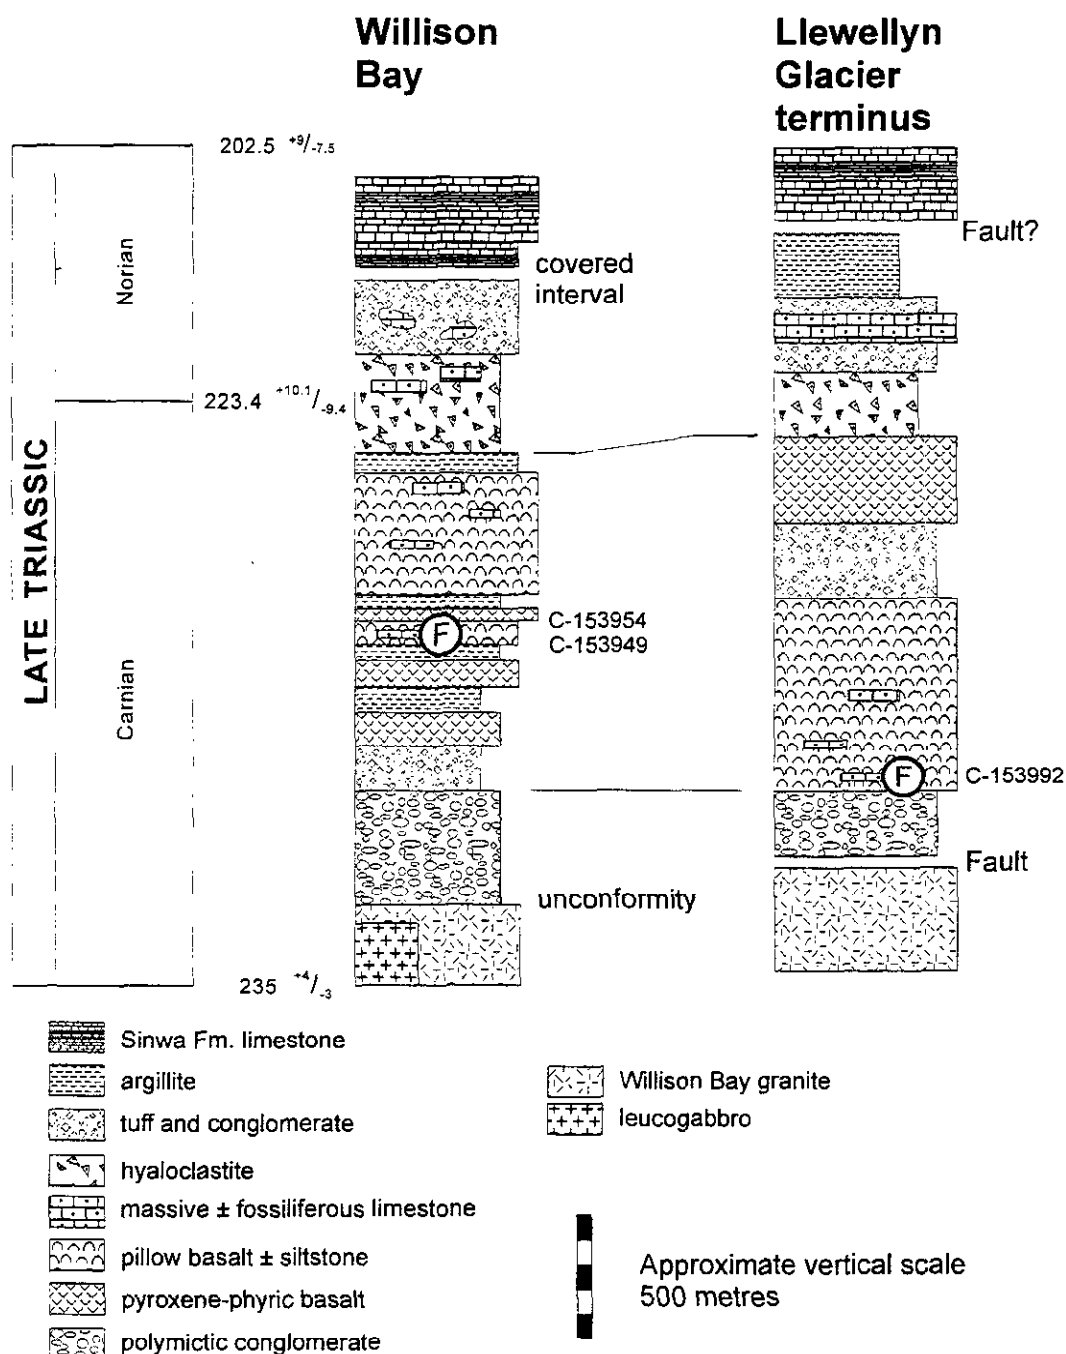 Willison
Bay
Llewellyn
Glacier
terminus
202.5 +9/-7.5
Fault?
covered
interval
Norian
223.4 +10.1/-9.4
LATE TRIASSIC
C-153954
C-153949
Carnian
F
F
C-153992
Fault
unconformity
235 +4/-3
Sinwa Fm. limestone
argillite
tuff and conglomerate
hyaloclastite
massive ± fossiliferous limestone
pillow basalt ± siltstone
pyroxene-phyric basalt
polymictic conglomerate
Willison Bay granite
leucogabbro
Approximate vertical scale
500 metres